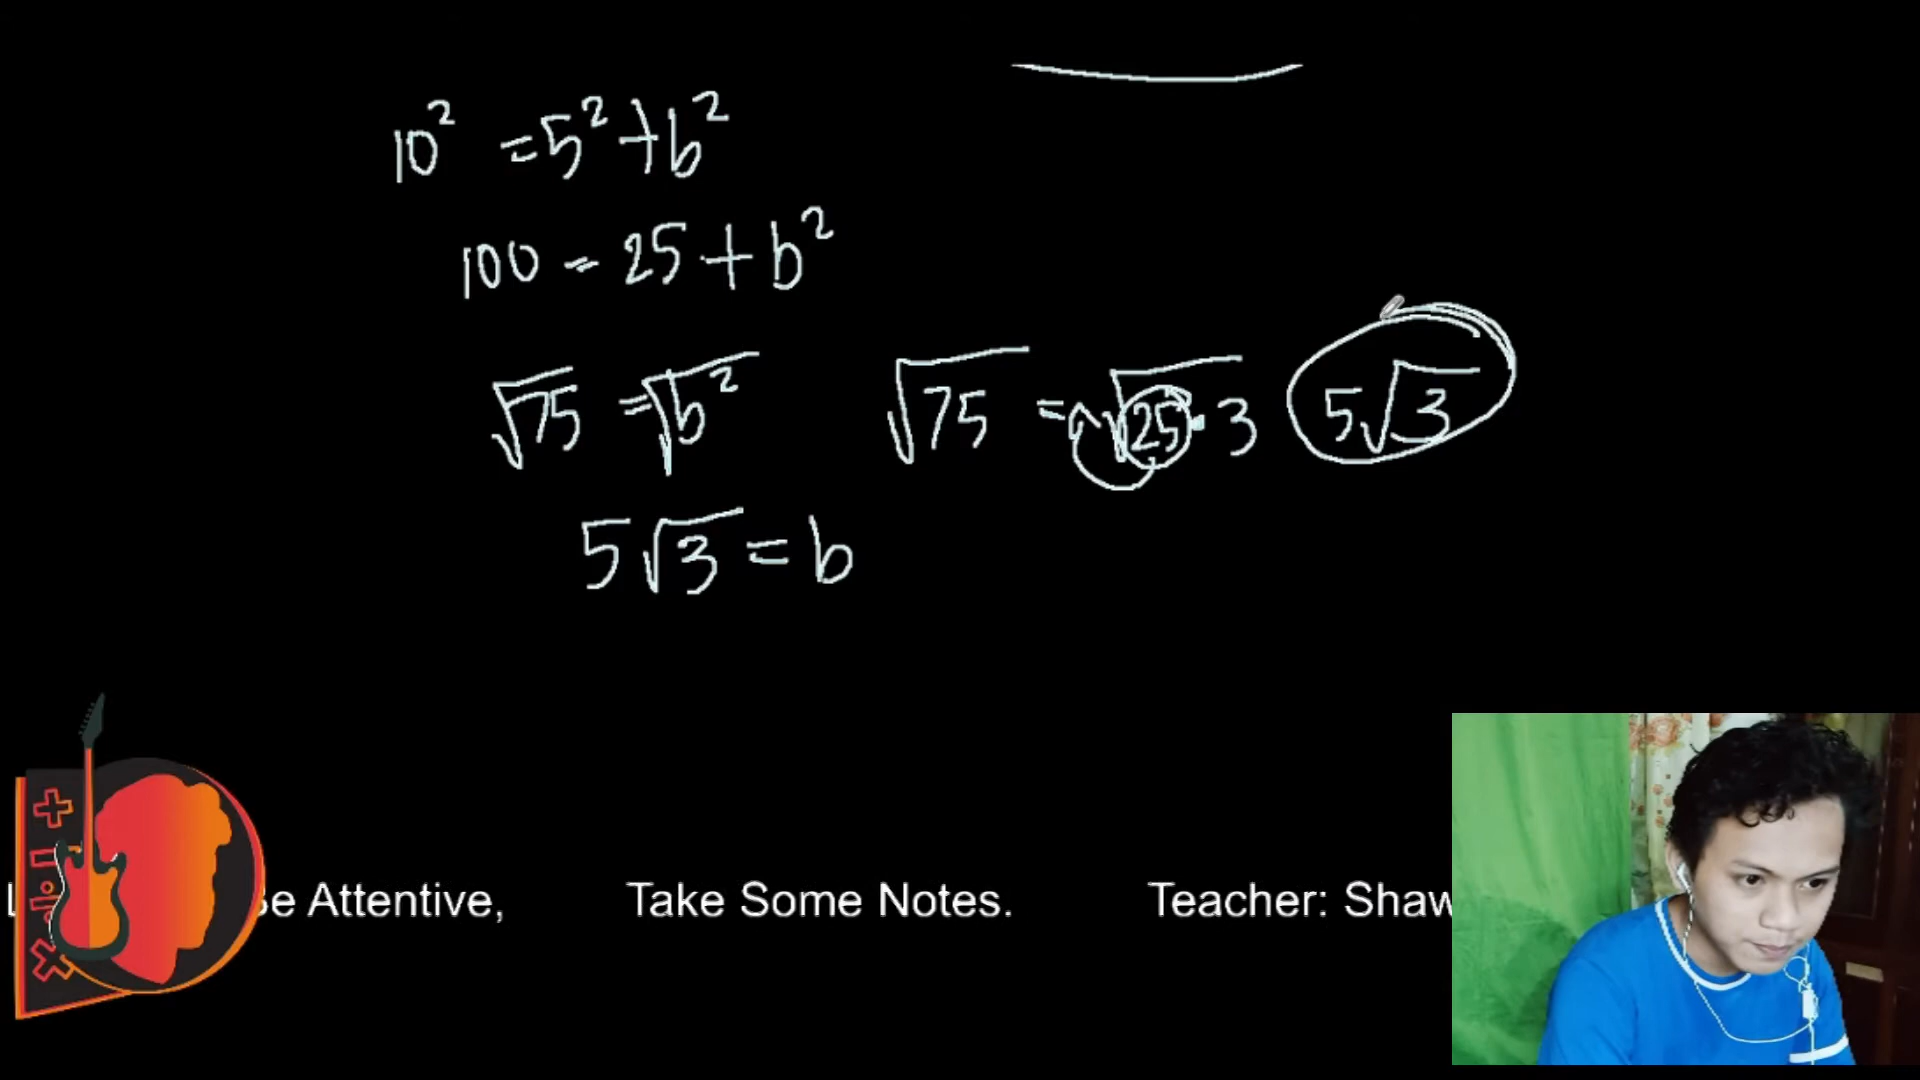 10² = 5² + b²
100 = 25 + b²
√75 = √b² √75 = √25·3 5√3
5√3 = b
Be Attentive, Take Some Notes. Teacher: Shaw